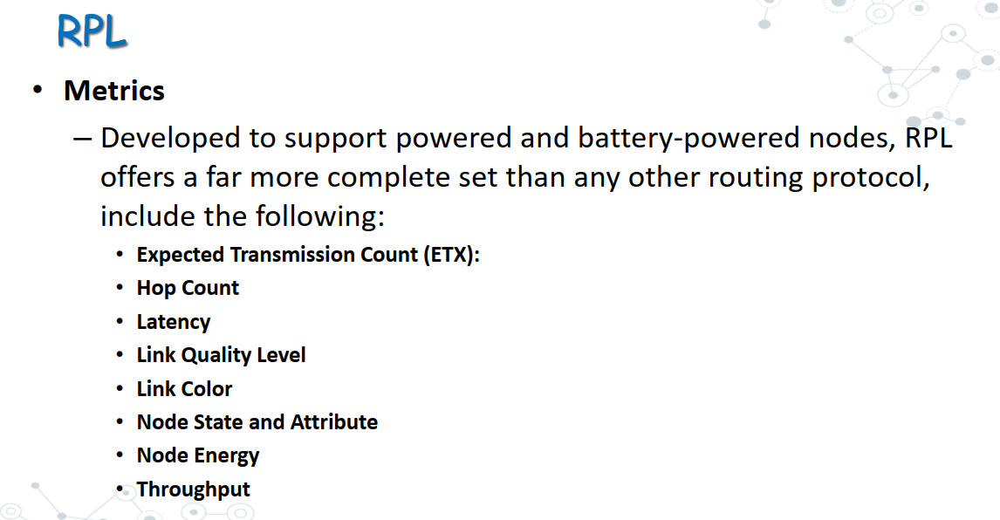 RPL
• Metrics
– Developed to support powered and battery-powered nodes, RPL
offers a far more complete set than any other routing protocol,
include the following:
• Expected Transmission Count (ETX):
• Hop Count
• Latency
• Link Quality Level
• Link Color
• Node State and Attribute
• Node Energy
• Throughput